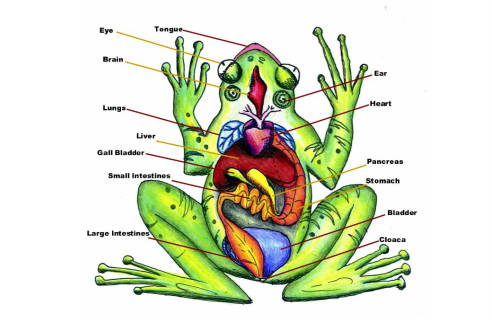 Eye
Tongue
Brain
Ear
Lungs
Heart
Liver
Gall Bladder
Pancreas
Small Intestines
Stomach
Bladder
Large Intestines
Cloaca